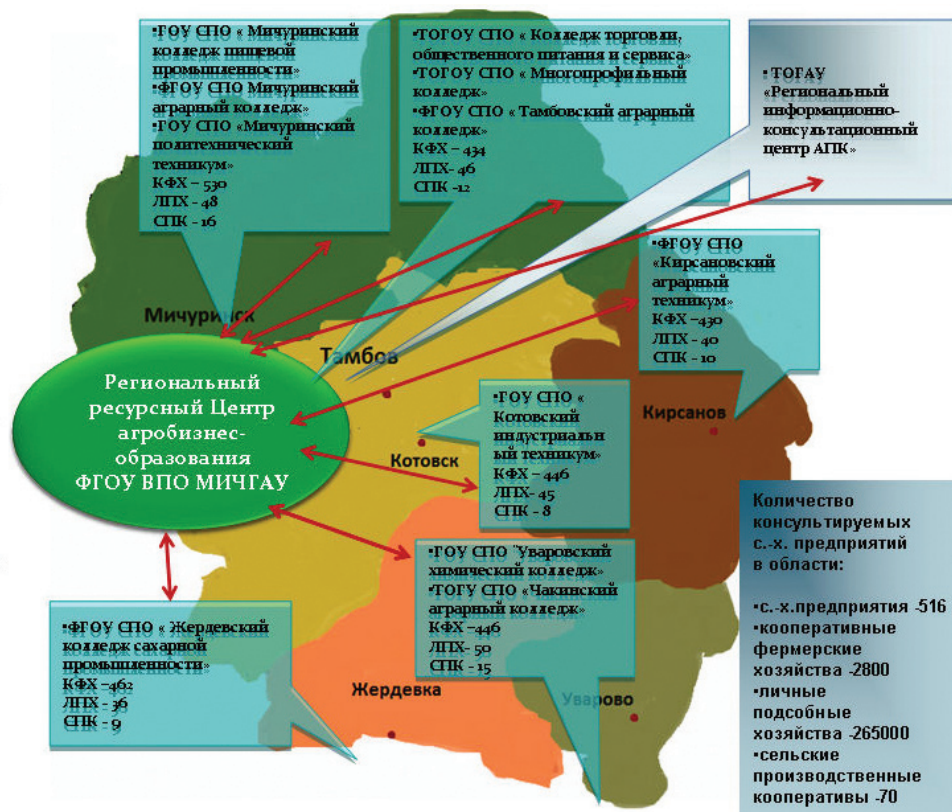 ▪ГОУ СПО « Мичуринский
колледж пищевой
промышленности»
▪ФГОУ СПО Мичуринский
аграрный колледж»
▪ГОУ СПО «Мичуринский
политехнический
техникум»
КФХ – 530
ЛПХ - 48
СПК - 16
▪ТОГОУ СПО « Колледж торговли,
общественного питания и сервиса»
▪ТОГОУ СПО « Многопрофильный
колледж»
▪ФГОУ СПО « Тамбовский аграрный
колледж»
КФХ – 434
ЛПХ- 46
СПК -12
▪ ТОГАУ
«Региональный
информационно-
консультационный
центр АПК»
▪ФГОУ СПО
«Кирсановский
аграрный
техникум»
КФХ –430
ЛПХ - 40
СПК - 10
Мичуринск
Тамбов
Региональный
ресурсный Центр
агробизнес-
образования
ФГОУ ВПО МИЧГАУ
▪ГОУ СПО «
Котовский
индустриальн
ый техникум»
КФХ – 446
ЛПХ- 45
СПК - 8
Кирсанов
Котовск
Количество
консультируемых
с.-х. предприятий
в области:
▪с.-х.предприятия -516
▪кооперативные
фермерские
хозяйства -2800
▪личные
подсобные
хозяйства -265000
▪сельские
производственные
кооперативы -70
▪ГОУ СПО "Уваровский
химический колледж»
▪ТОГУ СПО «Чакинский
аграрный колледж»
КФХ –446
ЛПХ- 50
СПК - 15
▪ФГОУ СПО « Жердевский
колледж сахарной
промышленности»
КФХ –462
ЛПХ - 36
СПК - 9
Жердевка
Уварово